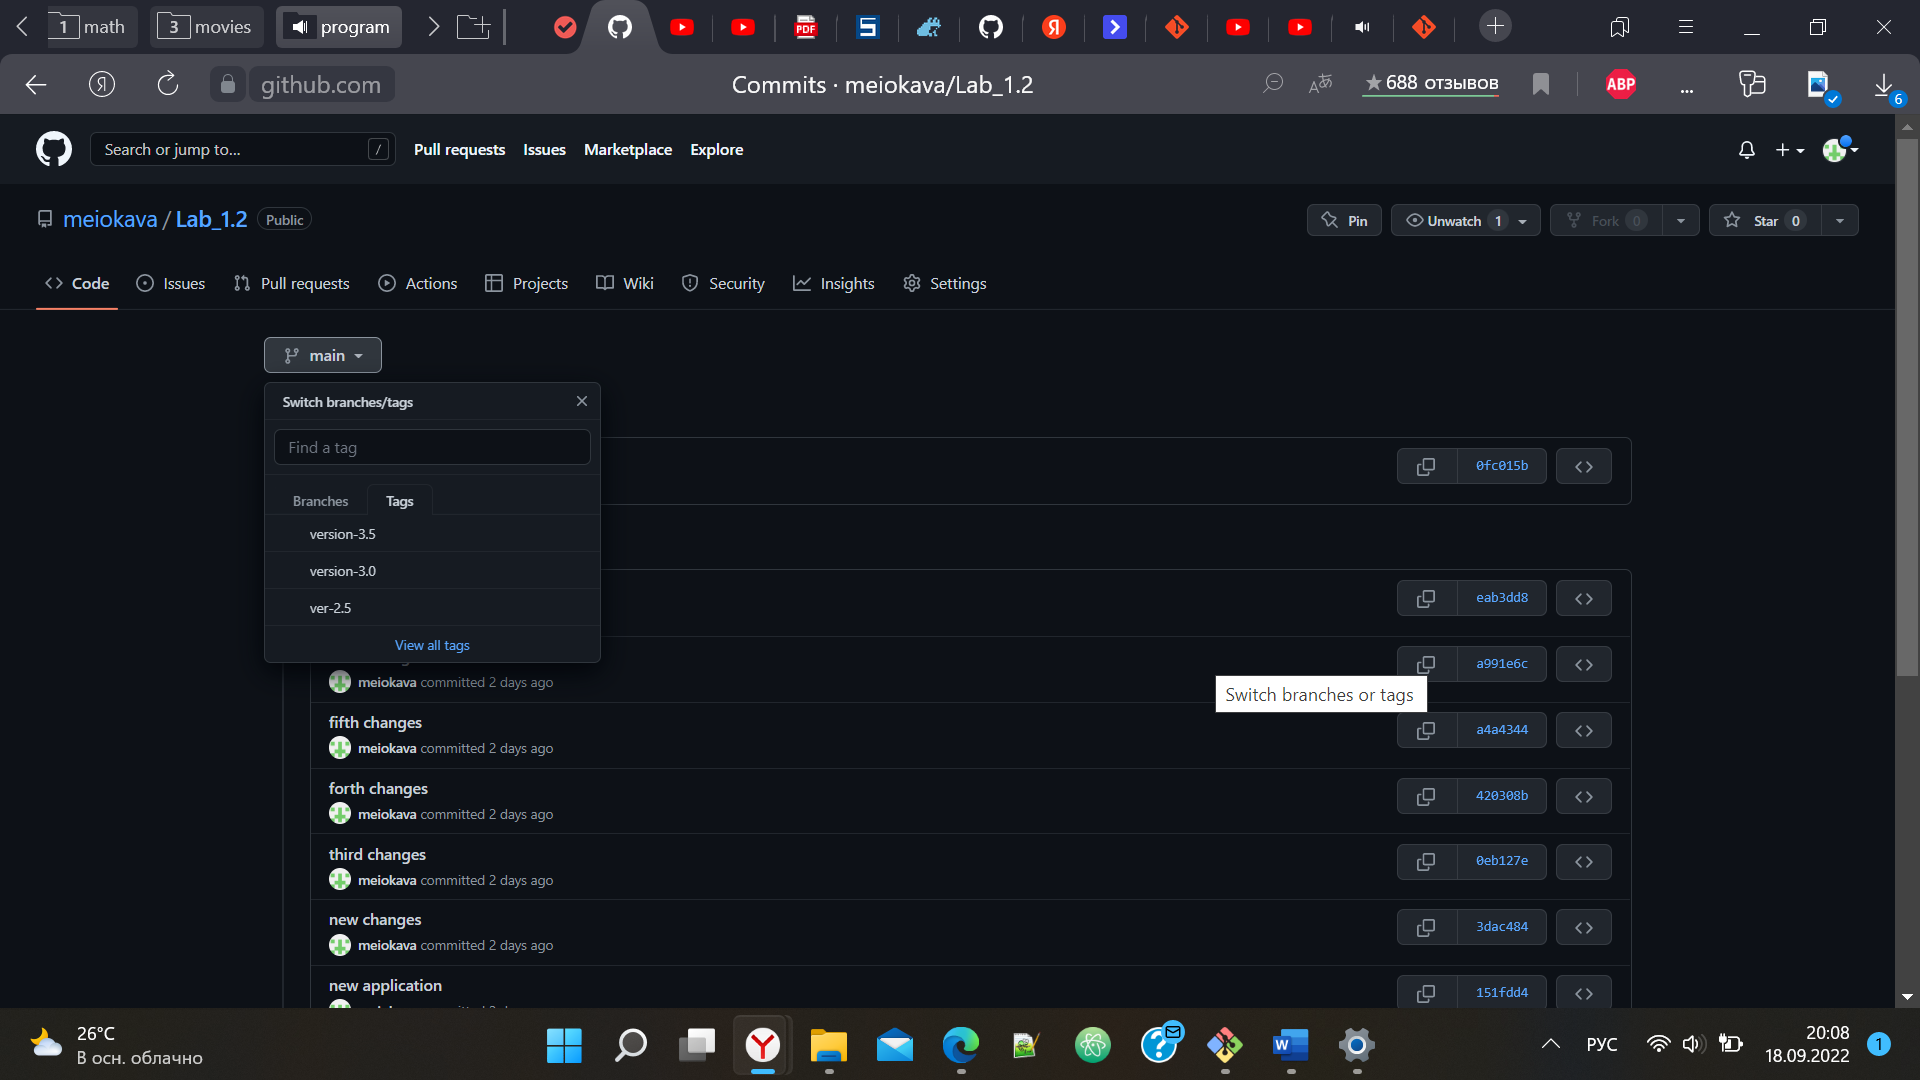 1 math 3 movies program
github.com Commits · meiokava/Lab_1.2 ★688 отзывов ABP ... 6
Search or jump to... / Pull requests Issues Marketplace Explore
meiokava / Lab_1.2 Public Pin Unwatch 1 Fork 0 Star 0
Code Issues Pull requests Actions Projects Wiki Security Insights Settings
main
Switch branches/tags
Find a tag
0fc015b
Branches Tags
version-3.5
version-3.0
eab3dd8
ver-2.5
View all tags
a991e6c
meiokava committed 2 days ago
Switch branches or tags
fifth changes
a4a4344
meiokava committed 2 days ago
forth changes
420308b
meiokava committed 2 days ago
third changes
0eb127e
meiokava committed 2 days ago
new changes
3dac484
meiokava committed 2 days ago
new application
151fdd4
26°C
В осн. облачно
РУС
20:08
18.09.2022
1